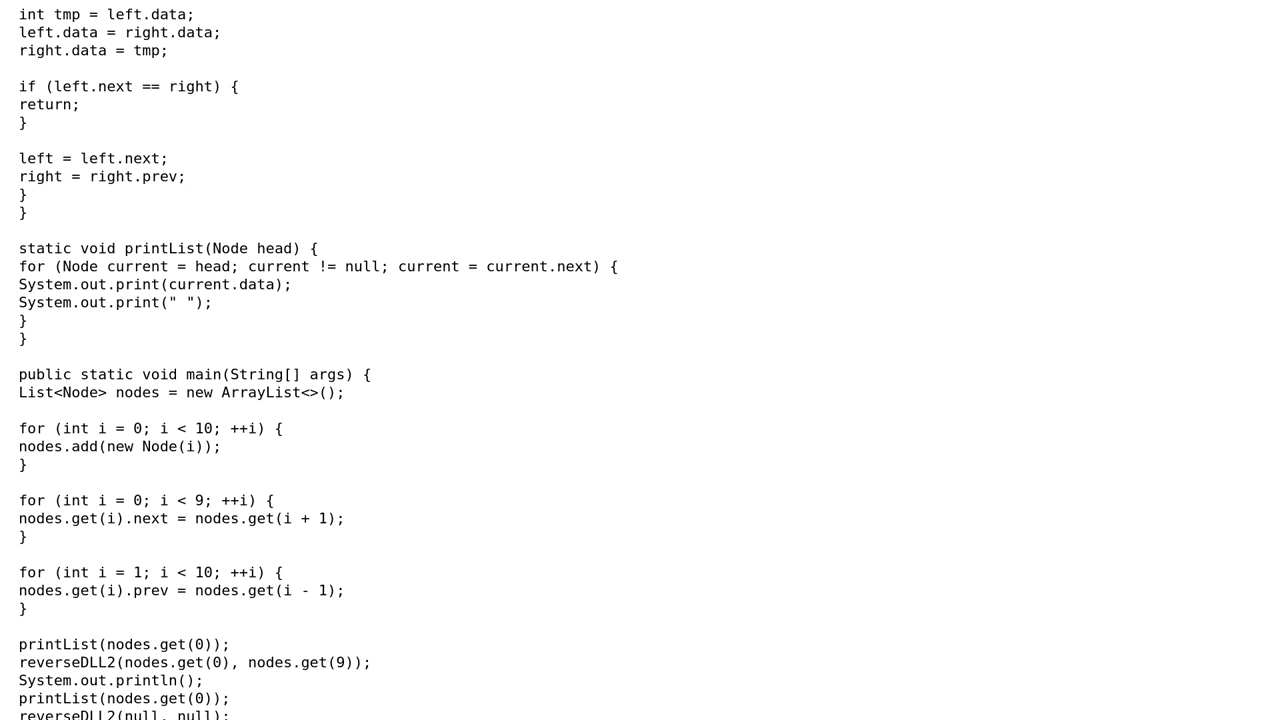 int tmp = left.data;
left.data = right.data;
right.data = tmp;
if (left.next == right) {
return;
}
left = left.next;
right = right.prev;
}
}
static void printList(Node head) {
for (Node current = head; current != null; current = current.next) {
System.out.print(current.data);
System.out.print(" ");
}
}
public static void main(String[] args) {
List<Node> nodes = new ArrayList<>();
for (int i = 0; i < 10; ++i) {
nodes.add(new Node(i));
}
for (int i = 0; i < 9; ++i) {
nodes.get(i).next = nodes.get(i + 1);
}
for (int i = 1; i < 10; ++i) {
nodes.get(i).prev = nodes.get(i - 1);
}
printList(nodes.get(0));
reverseDLL2(nodes.get(0), nodes.get(9));
System.out.println();
printList(nodes.get(0));
reverseDLL2(null, null);